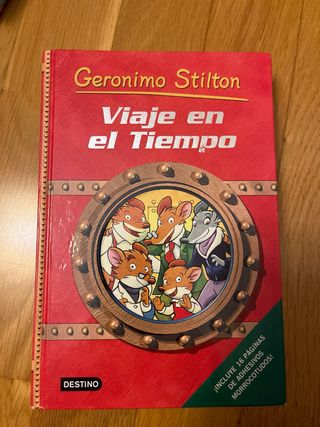 Geronimo Stilton
Viaje en
el Tiempo
¡INCLUYE 16 PÁGINAS
DE ADHESIVOS
MORROCOTUDOS!
DESTINO